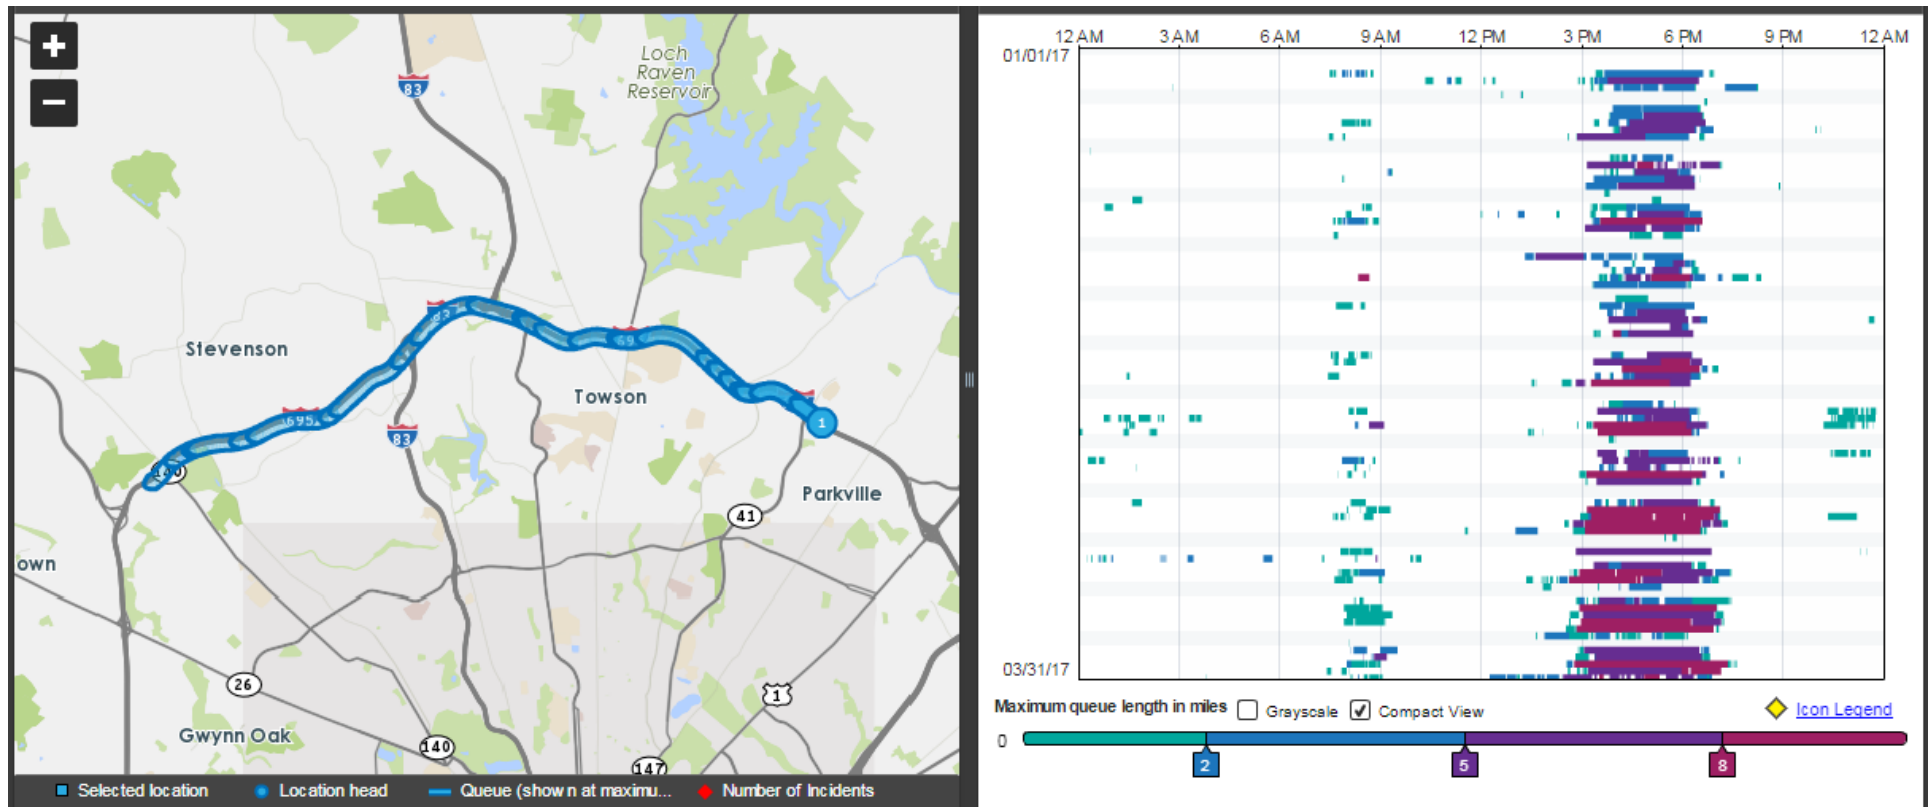 +
−
83
Loch
Raven
Reservoir
Stevenson
83
69
695
Towson
140
83
1
Parkville
41
own
26
1
Gwynn Oak
140
147
Selected location
Location head
Queue (shown at maximu...
Number of Incidents
12 AM 3 AM 6 AM 9 AM 12 PM 3 PM 6 PM 9 PM 12 AM
01/01/17
03/31/17
Maximum queue length in miles
Grayscale
Compact View
Icon Legend
0
2
5
8